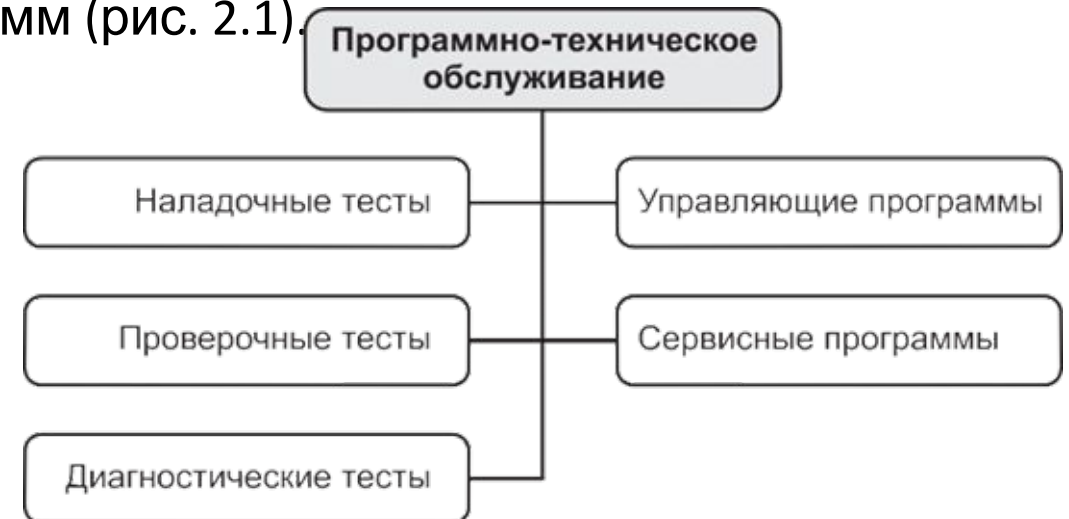 мм (рис. 2.1).
Программно-техническое
обслуживание
Наладочные тесты
Управляющие программы
Проверочные тесты
Сервисные программы
Диагностические тесты